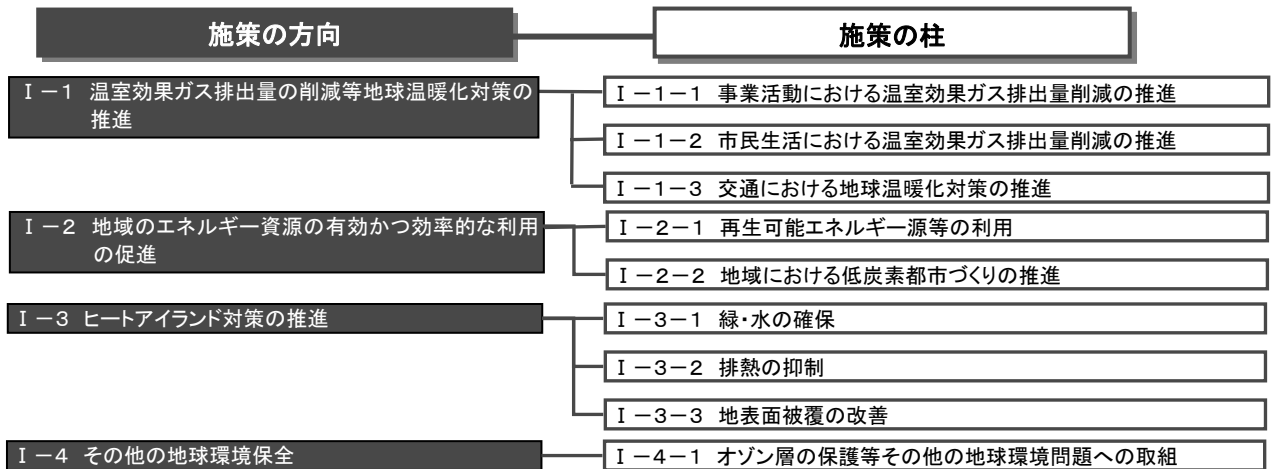 施策の方向
施策の柱
Ⅰ－1 温室効果ガス排出量の削減等地球温暖化対策の
推進
Ⅰ－1－1 事業活動における温室効果ガス排出量削減の推進
Ⅰ－1－2 市民生活における温室効果ガス排出量削減の推進
Ⅰ－1－3 交通における地球温暖化対策の推進
Ⅰ－2 地域のエネルギー資源の有効かつ効率的な利用
の促進
Ⅰ－2－1 再生可能エネルギー源等の利用
Ⅰ－2－2 地域における低炭素都市づくりの推進
Ⅰ－3 ヒートアイランド対策の推進
Ⅰ－3－1 緑・水の確保
Ⅰ－3－2 排熱の抑制
Ⅰ－3－3 地表面被覆の改善
Ⅰ－4 その他の地球環境保全
Ⅰ－4－1 オゾン層の保護等その他の地球環境問題への取組